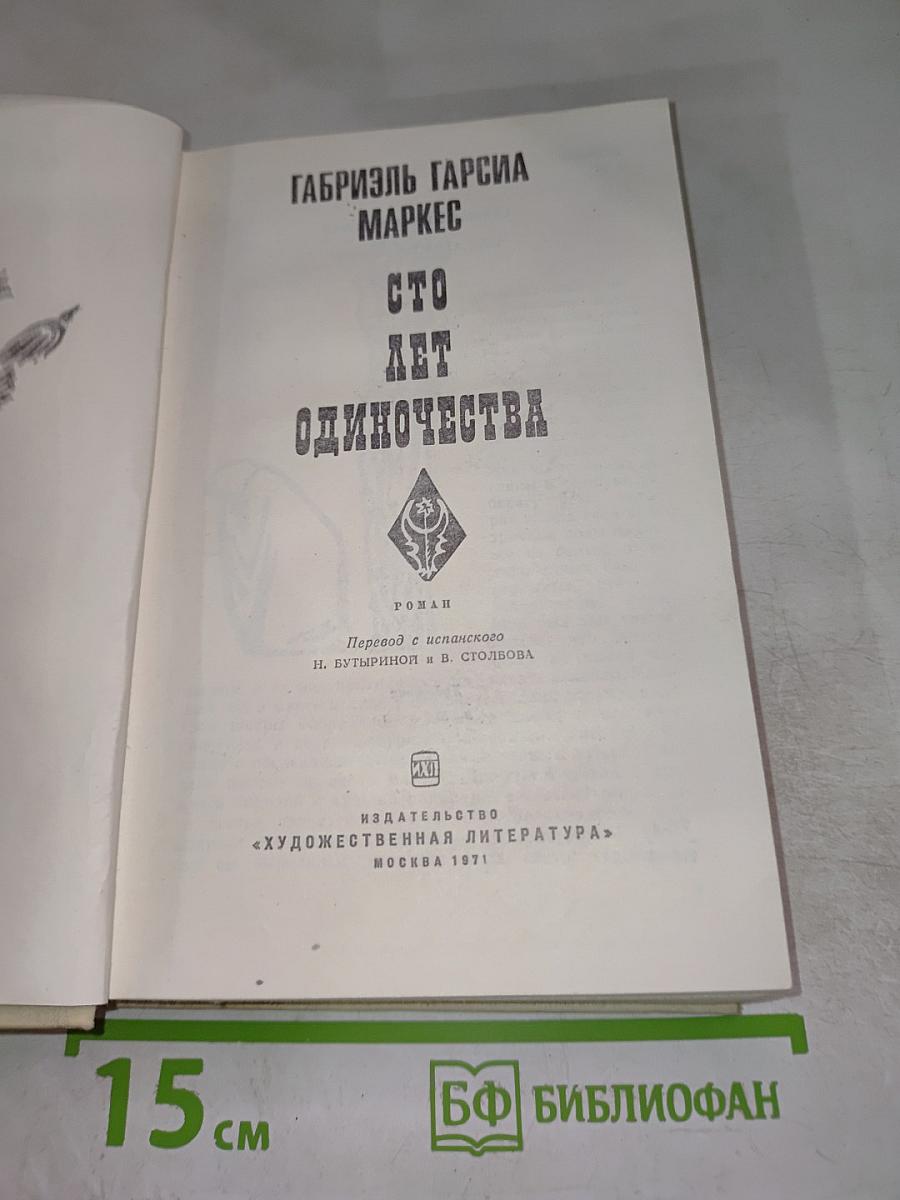 ГАБРИЭЛЬ ГАРСИА
МАРКЕС
СТО
ЛЕТ
ОДИНОЧЕСТВА
РОМАН
Перевод с испанского
Н. БУТЫРИНОЙ и В. СТОЛБОВА
ИХЛ
ИЗДАТЕЛЬСТВО
«ХУДОЖЕСТВЕННАЯ ЛИТЕРАТУРА»
МОСКВА 1971
15 см
БФ БИБЛИОФАН